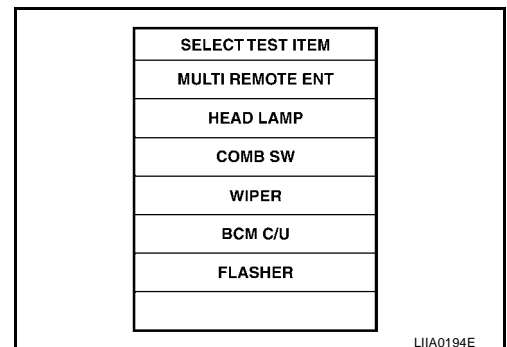 SELECT TEST ITEM
MULTI REMOTE ENT
HEAD LAMP
COMB SW
WIPER
BCM C/U
FLASHER
LIIA0194E